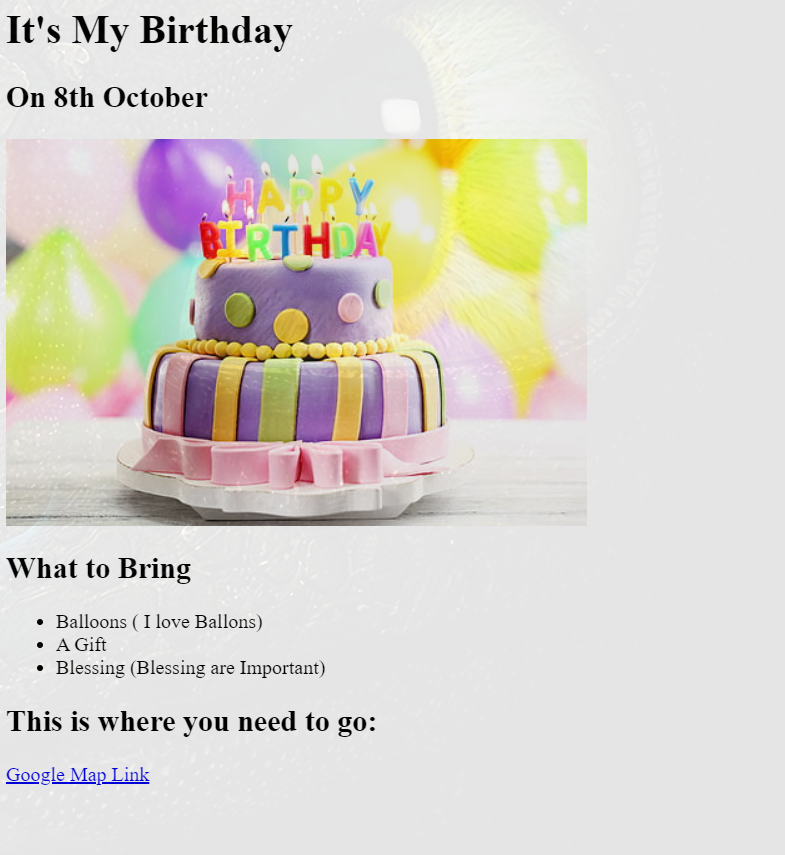 It's My Birthday
On 8th October
HAPPY
BIRTHDAY
What to Bring
Balloons ( I love Ballons)
A Gift
Blessing (Blessing are Important)
This is where you need to go:
Google Map Link